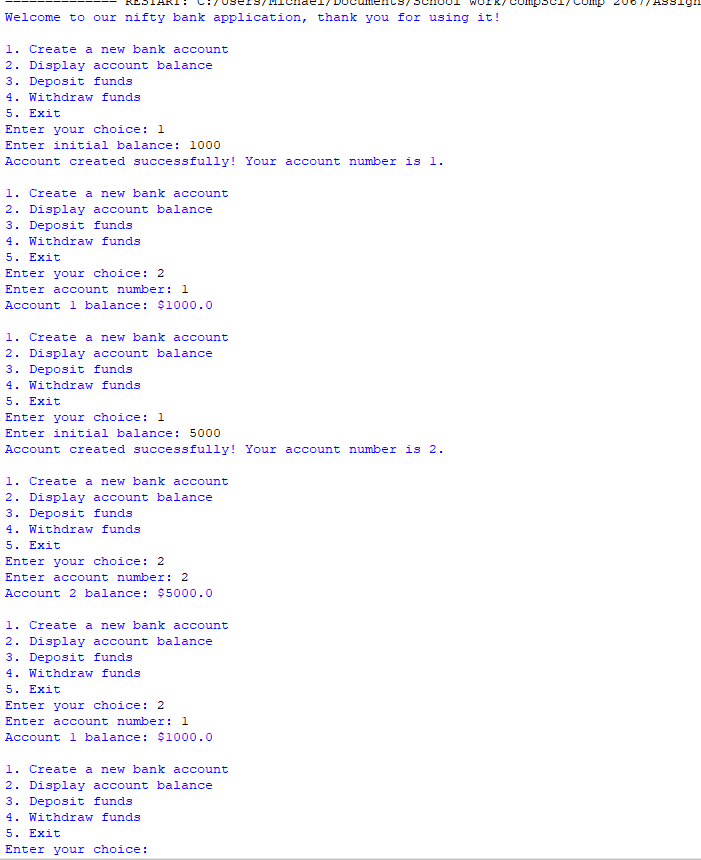 ============== RESTART: C:/Users/Michael/Documents/School Work/CompSci/Comp 2067/Assign
Welcome to our nifty bank application, thank you for using it!

1. Create a new bank account
2. Display account balance
3. Deposit funds
4. Withdraw funds
5. Exit
Enter your choice: 1
Enter initial balance: 1000
Account created successfully! Your account number is 1.

1. Create a new bank account
2. Display account balance
3. Deposit funds
4. Withdraw funds
5. Exit
Enter your choice: 2
Enter account number: 1
Account 1 balance: $1000.0

1. Create a new bank account
2. Display account balance
3. Deposit funds
4. Withdraw funds
5. Exit
Enter your choice: 1
Enter initial balance: 5000
Account created successfully! Your account number is 2.

1. Create a new bank account
2. Display account balance
3. Deposit funds
4. Withdraw funds
5. Exit
Enter your choice: 2
Enter account number: 2
Account 2 balance: $5000.0

1. Create a new bank account
2. Display account balance
3. Deposit funds
4. Withdraw funds
5. Exit
Enter your choice: 2
Enter account number: 1
Account 1 balance: $1000.0

1. Create a new bank account
2. Display account balance
3. Deposit funds
4. Withdraw funds
5. Exit
Enter your choice: